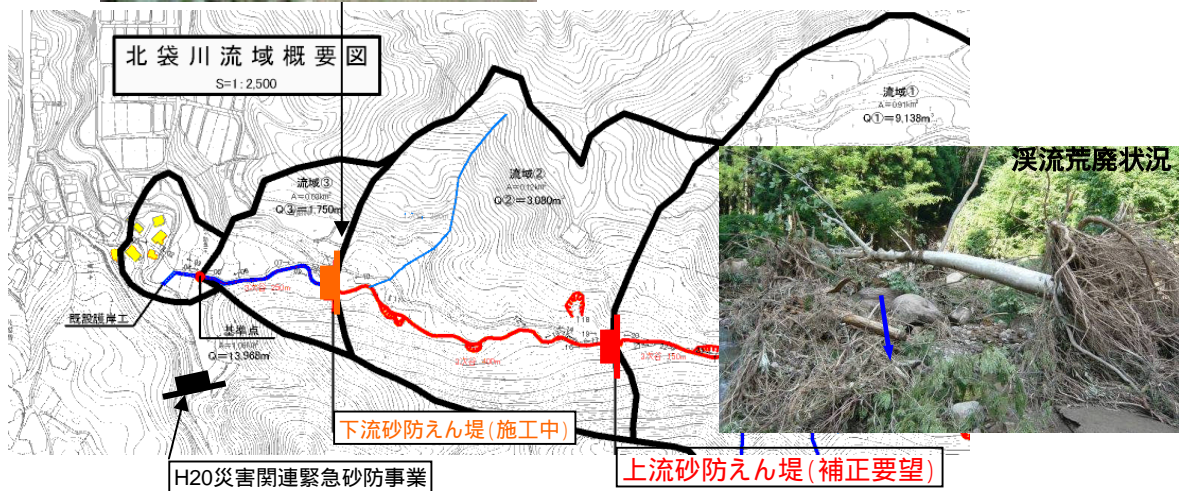 北袋川流域概要図
S=1:2,500
流域①
A=0.91km²
Q①=9,138m³
渓流荒廃状況
流域②
A=0.12km²
Q②=3,080m³
流域③
Q③=1,750m³
既設護岸工
基準点
Q=13,968m³
下流砂防えん堤(施工中)
上流砂防えん堤(補正要望)
H20災害関連緊急砂防事業